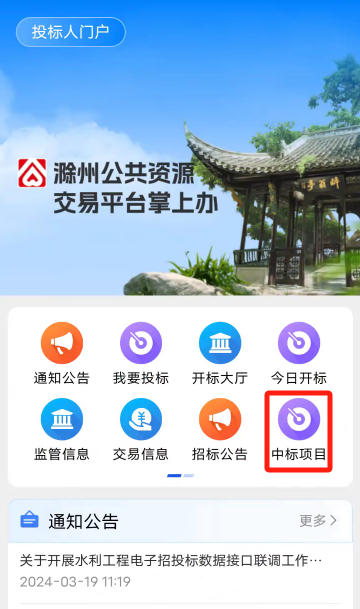 投标人门户
滁州公共资源
交易平台掌上办
通知公告 我要投标 开标大厅 今日开标
监管信息 交易信息 招标公告 中标项目
通知公告 更多
关于开展水利工程电子招投标数据接口联调工作…
2024-03-19 11:19